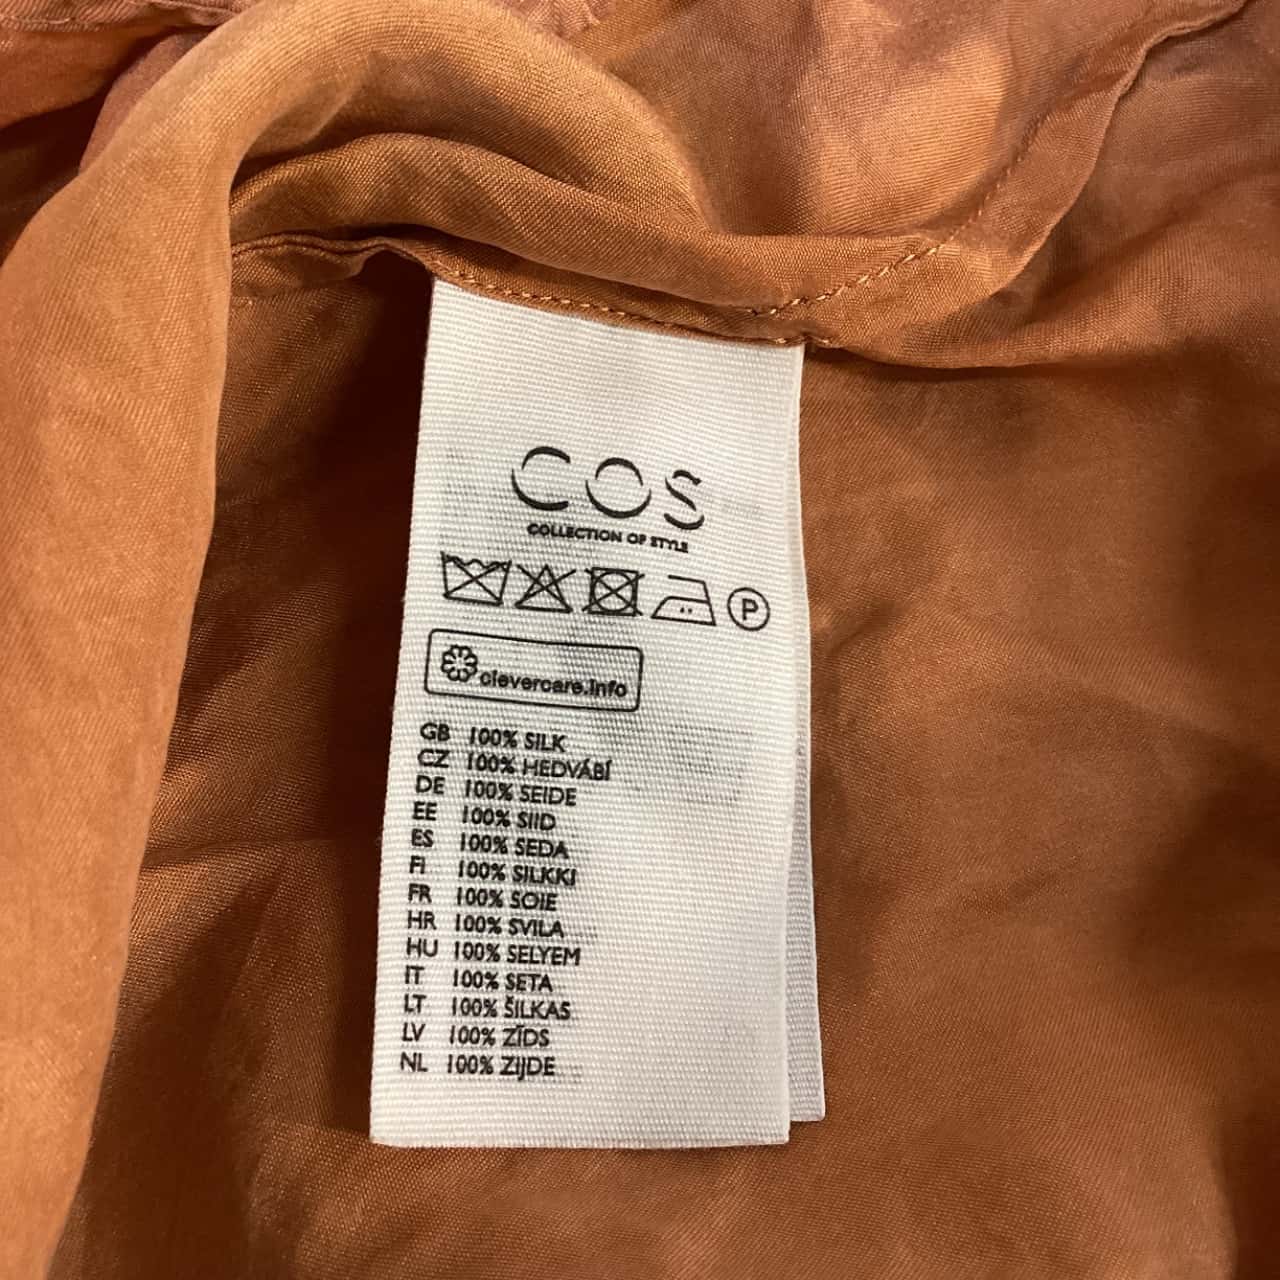 COS
COLLECTION OF STYLE
P
clevercare.info
GB 100% SILK
CZ 100% HEDVÁBÍ
DE 100% SEIDE
EE 100% SIID
ES 100% SEDA
FI 100% SILKKI
FR 100% SOIE
HR 100% SVILA
HU 100% SELYEM
IT 100% SETA
LT 100% ŠILKAS
LV 100% ZĪDS
NL 100% ZIJDE